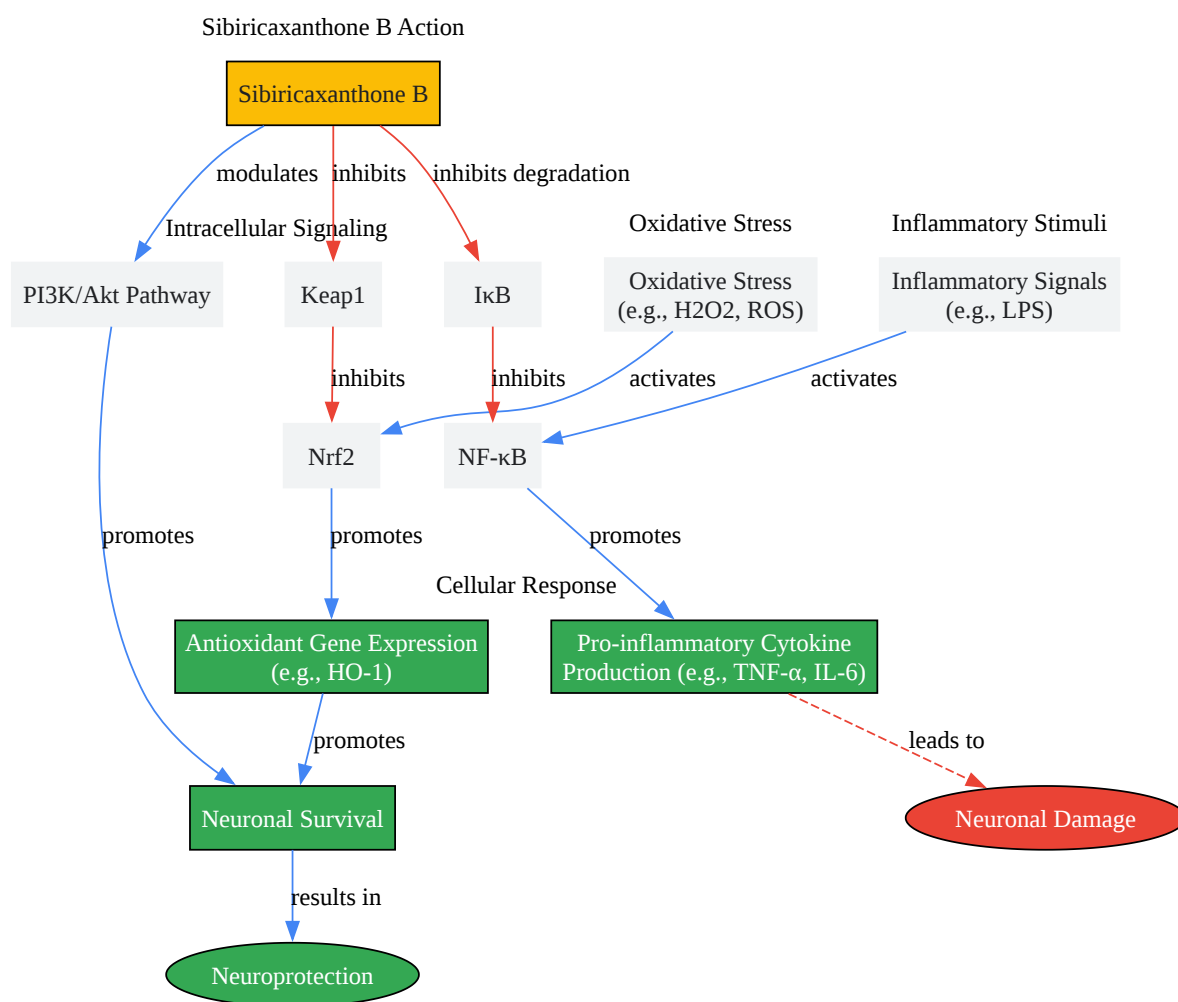 Sibiricaxanthone B Action
Sibiricaxanthone B
modulates
inhibits
inhibits degradation
Intracellular Signaling
Oxidative Stress
Inflammatory Stimuli
PI3K/Akt Pathway
Keap1
IκB
Oxidative Stress
(e.g., H2O2, ROS)
Inflammatory Signals
(e.g., LPS)
inhibits
inhibits
activates
activates
Nrf2
NF-κB
promotes
promotes
promotes
Cellular Response
Antioxidant Gene Expression
(e.g., HO-1)
Pro-inflammatory Cytokine
Production (e.g., TNF-α, IL-6)
promotes
leads to
Neuronal Survival
Neuronal Damage
results in
Neuroprotection